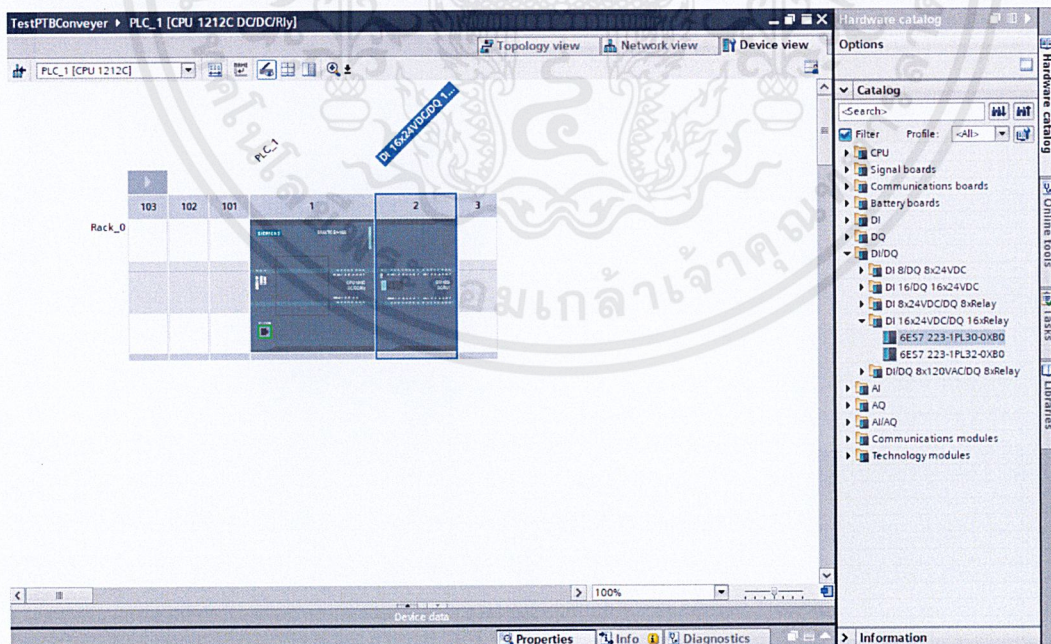 TestPTBConveyer ▸ PLC_1 [CPU 1212C DC/DC/Rly]
Hardware catalog
Topology view
Network view
Device view
Options
PLC_1 [CPU 1212C]
Catalog
<Search>
Filter
Profile:
<All>
CPU
Signal boards
Communications boards
Battery boards
DI
DQ
DI/DQ
DI 8/DQ 8x24VDC
DI 16/DQ 16x24VDC
DI 8x24VDC/DQ 8xRelay
DI 16x24VDC/DQ 16xRelay
6ES7 223-1PL30-0XB0
6ES7 223-1PL32-0XB0
DI/DQ 8x120VAC/DQ 8xRelay
AI
AQ
AI/AQ
Communications modules
Technology modules
PLC_1
DI 16x24VDC/DQ 1...
103 102 101 1 2 3
Rack_0
SIEMENS
100%
Device data
Properties
Info
Diagnostics
Information
Hardware catalog
Online tools
Tasks
Libraries